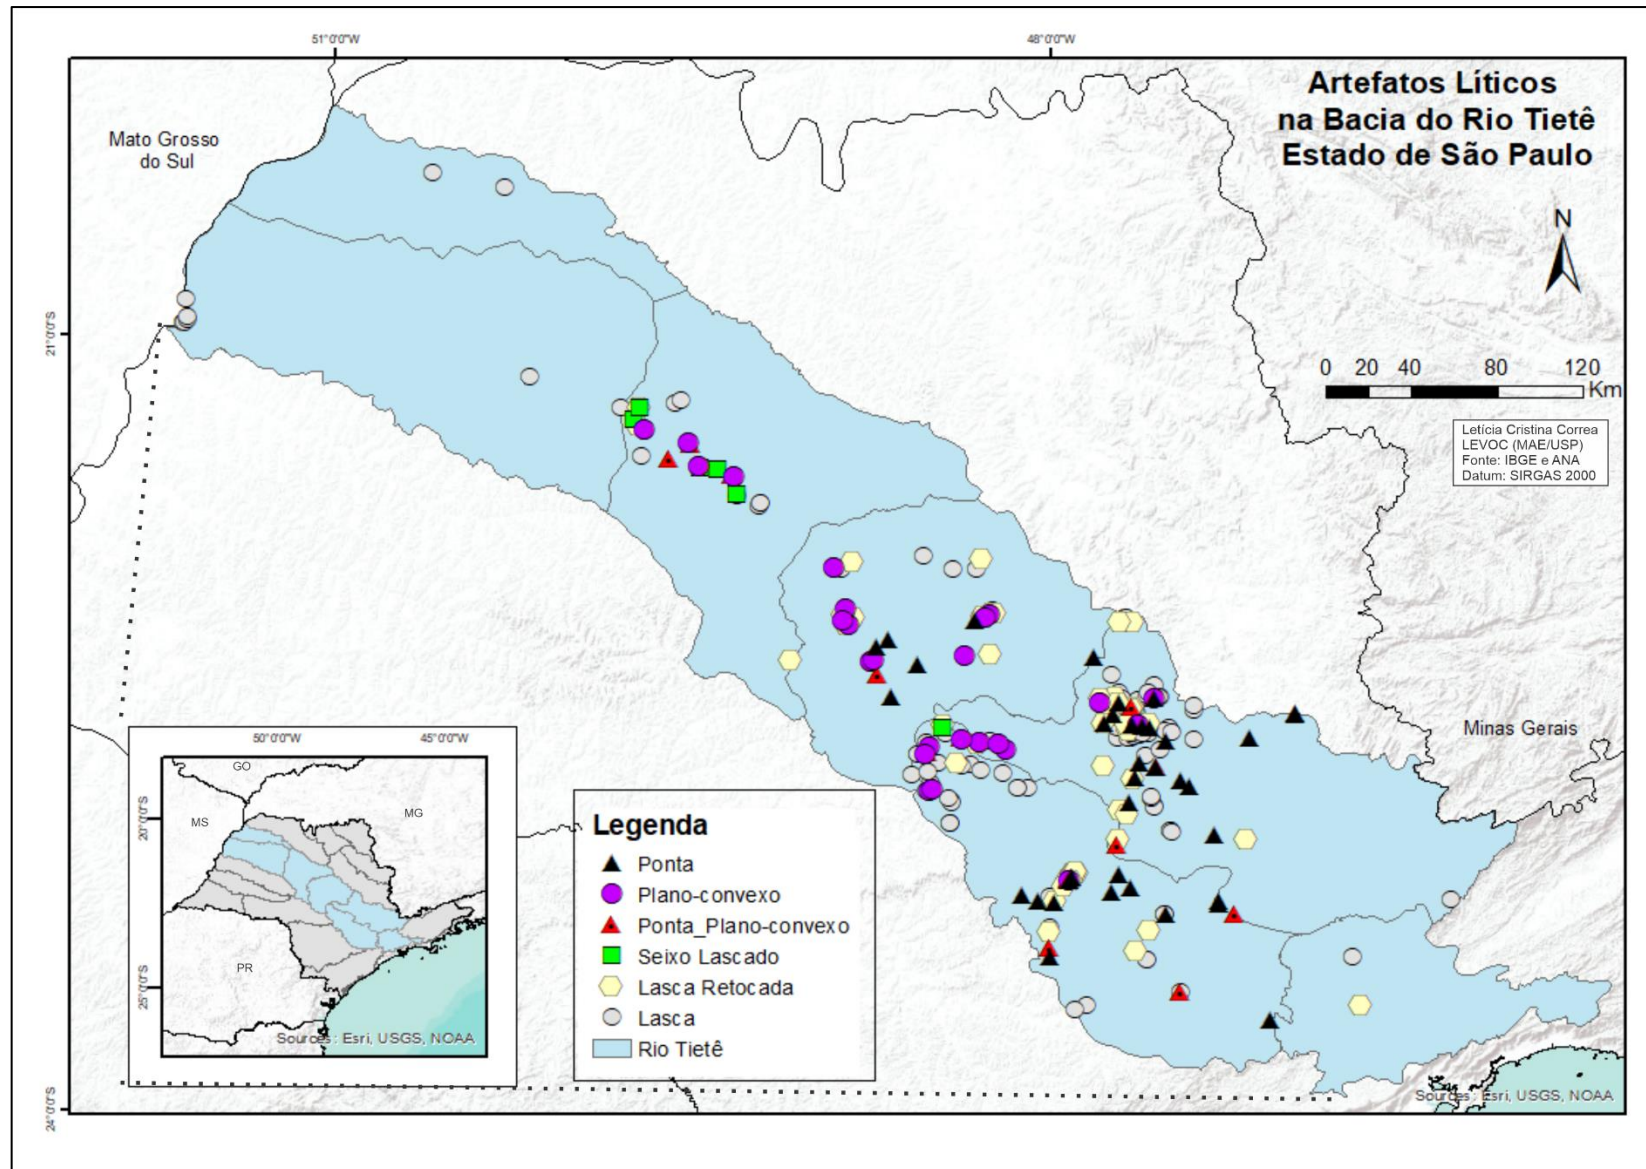 51°0'0"W
48°0'0"W
Artefatos Líticos
na Bacia do Rio Tietê
Estado de São Paulo
Mato Grosso
do Sul
N
21°0'0"S
0 20 40 80 120
Km
Letícia Cristina Correa
LEVOC (MAE/USP)
Fonte: IBGE e ANA
Datum: SIRGAS 2000
Minas Gerais
50°0'0"W
45°0'0"W
GO
MS
MG
20°0'0"S
PR
25°0'0"S
Sources: Esri, USGS, NOAA
Legenda
Ponta
Plano-convexo
Ponta_Plano-convexo
Seixo Lascado
Lasca Retocada
Lasca
Rio Tietê
24°0'0"S
Sources: Esri, USGS, NOAA